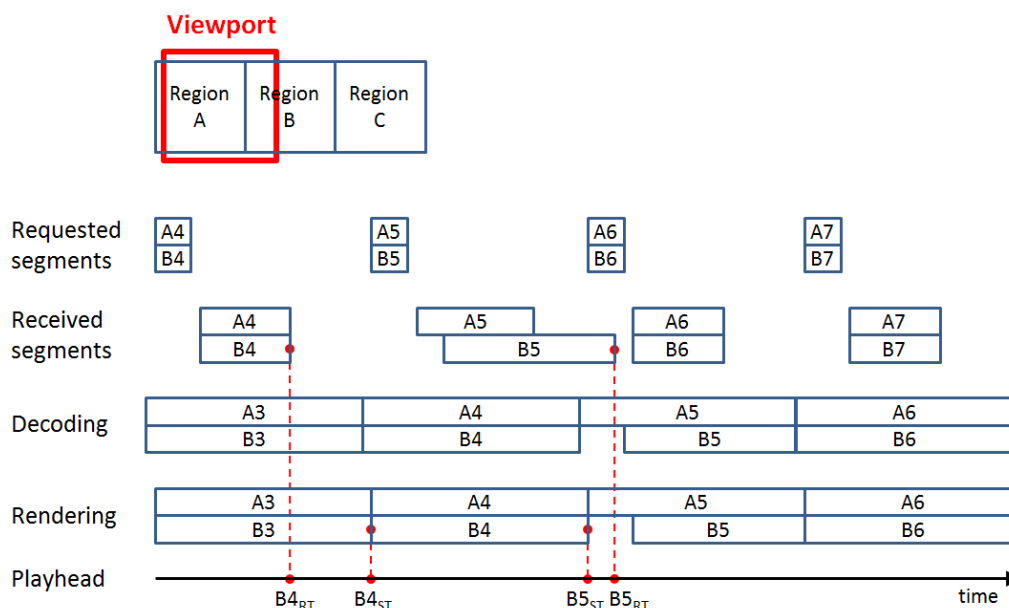 Viewport
Region A
Region B
Region C
Requested segments
A4
A5
A6
A7
B4
B5
B6
B7
Received segments
A4
A5
A6
A7
B4
B5
B6
B7
Decoding
A3
A4
A5
A6
B3
B4
B5
B6
Rendering
A3
A4
A5
A6
B3
B4
B5
B6
Playhead
B4RT
B4ST
B5ST
B5RT
time